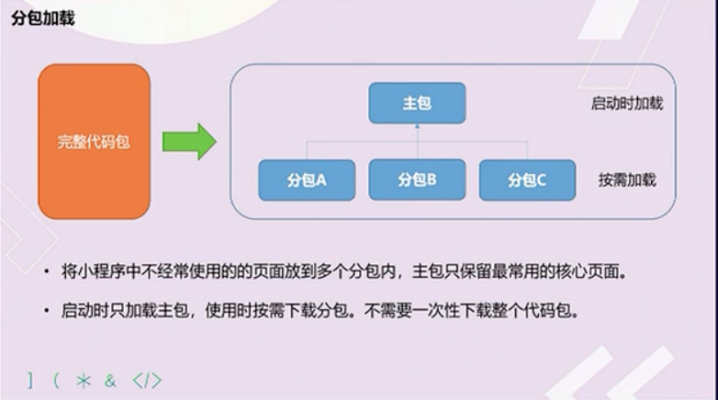 分包加载
完整代码包
主包
启动时加载
分包A
分包B
分包C
按需加载
• 将小程序中不经常使用的的页面放到多个分包内，主包只保留最常用的核心页面。
• 启动时只加载主包，使用时按需下载分包。不需要一次性下载整个代码包。
] ( * & </>